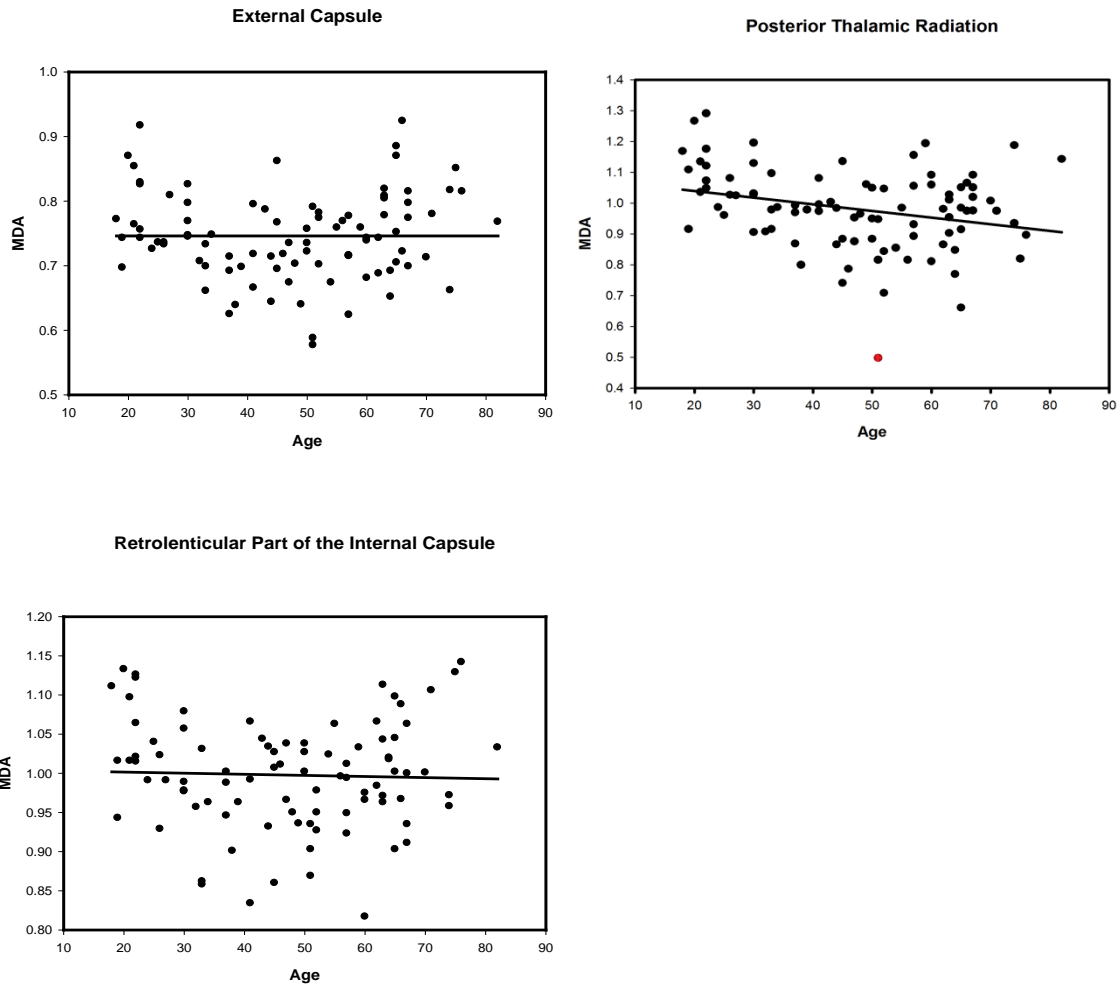 External Capsule
1.0
0.9
0.8
0.7
0.6
0.5
MDA
10 20 30 40 50 60 70 80 90
Age
Posterior Thalamic Radiation
1.4
1.3
1.2
1.1
1.0
0.9
0.8
0.7
0.6
0.5
0.4
MDA
10 20 30 40 50 60 70 80 90
Age
Retrolenticular Part of the Internal Capsule
1.20
1.15
1.10
1.05
1.00
0.95
0.90
0.85
0.80
MDA
10 20 30 40 50 60 70 80 90
Age